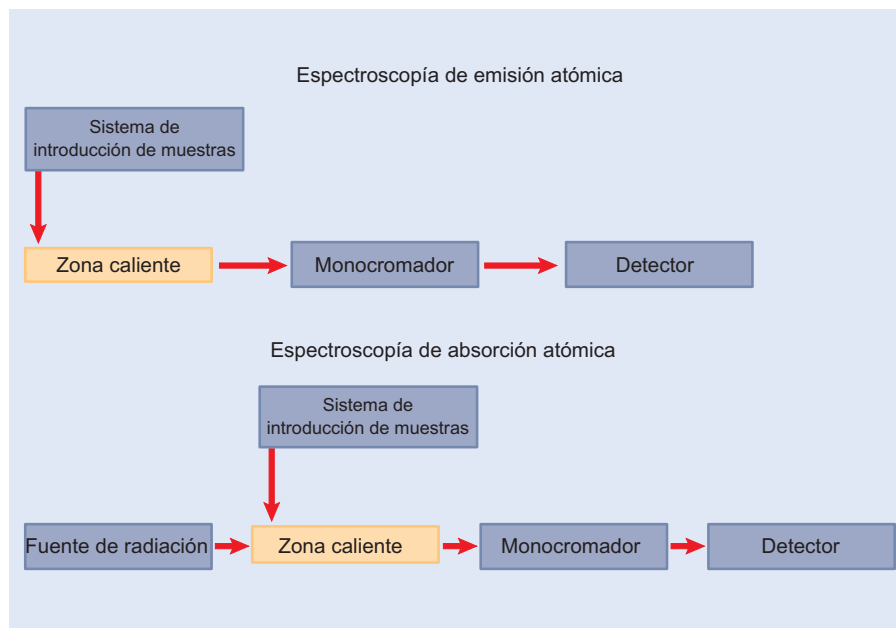 Espectroscopía de emisión atómica
Sistema de
introducción de muestras
Zona caliente
Monocromador
Detector
Espectroscopía de absorción atómica
Sistema de
introducción de muestras
Fuente de radiación
Zona caliente
Monocromador
Detector